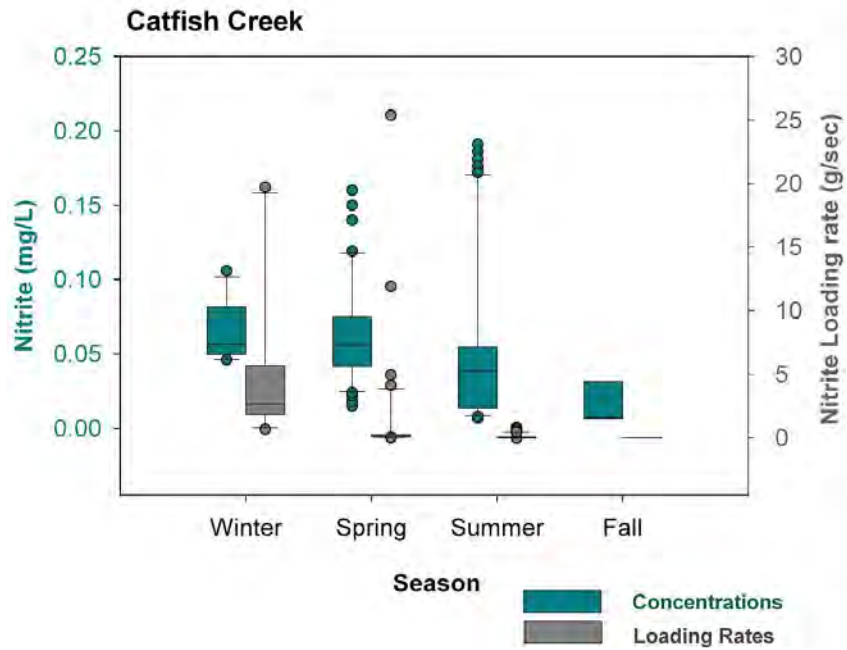 Catfish Creek
0.25
0.20
0.15
0.10
0.05
0.00
Nitrite (mg/L)
30
25
20
15
10
5
0
Nitrite Loading rate (g/sec)
Winter
Spring
Summer
Fall
Season
Concentrations
Loading Rates